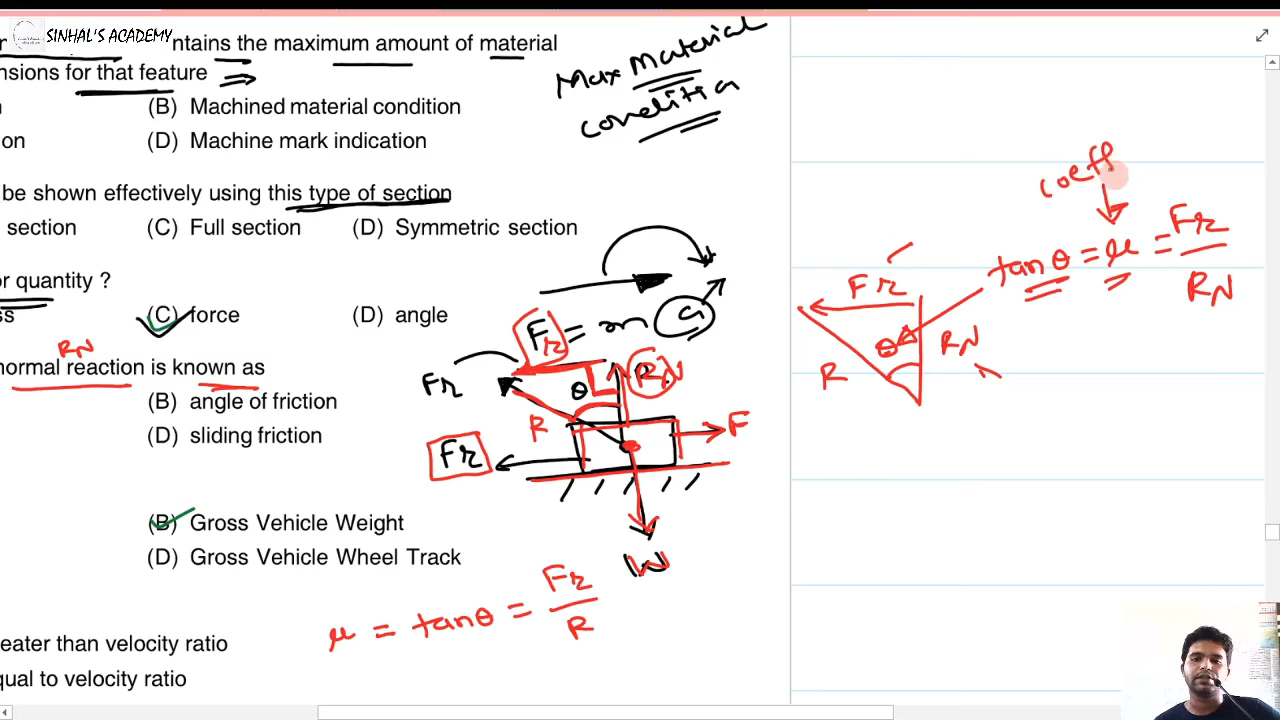 SINHAL'S ACADEMY
ntains the maximum amount of material
nsions for that feature ⇒
Max material
condition
(B) Machined material condition
on (D) Machine mark indication
be shown effectively using this type of section
section (C) Full section (D) Symmetric section
or quantity ?
ss (C) force (D) angle
Fr = m a
RN
normal reaction is known as
(B) angle of friction
(D) sliding friction
Fr
θ
RN
R
F
Fr
W
(B) Gross Vehicle Weight
(D) Gross Vehicle Wheel Track
μ = tanθ = Fr
R
eater than velocity ratio
qual to velocity ratio
coeff
tan θ = μ = Fr
RN
Fr
θ
RN
R